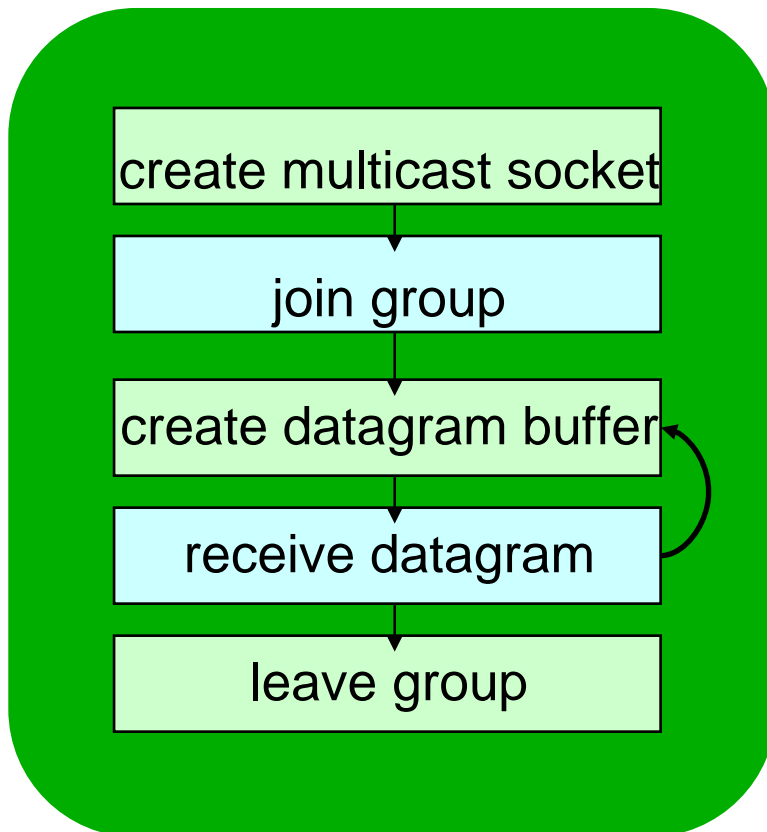 create multicast socket
join group
create datagram buffer
receive datagram
leave group